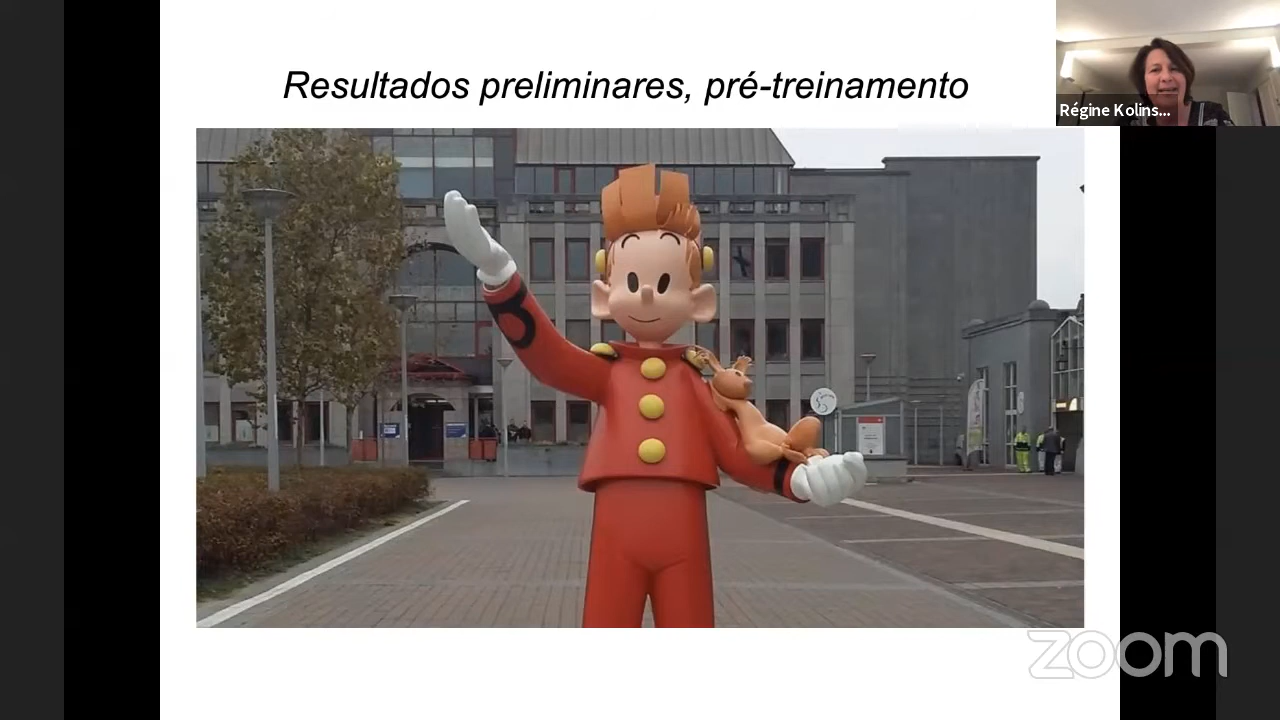 Resultados preliminares, pré-treinamento
Régine Kolins...
zoom